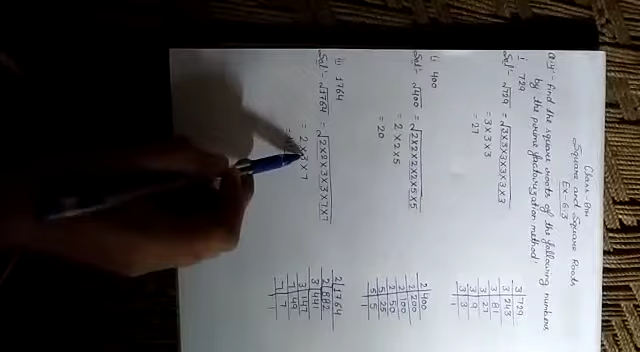 Class 8th
Square and Square Roots
Ex-6.3
Q.4- Find the square roots of the following numbers
by the prime factorization method.
i. 729
Sol- √729 = √3×3×3×3×3×3
= 3×3×3
= 27
3 | 729
3 | 243
3 | 81
3 | 27
3 | 9
3 | 3
1
ii) 400
Sol- √400 = √2×2×2×2×5×5
= 2×2×5
= 20
2 | 400
2 | 200
2 | 100
2 | 50
5 | 25
5 | 5
iii) 1764
Sol- √1764 = √2×2×3×3×7×7
= 2×3×7
=
2 | 1764
2 | 882
3 | 441
3 | 147
7 | 49
7 | 7
1